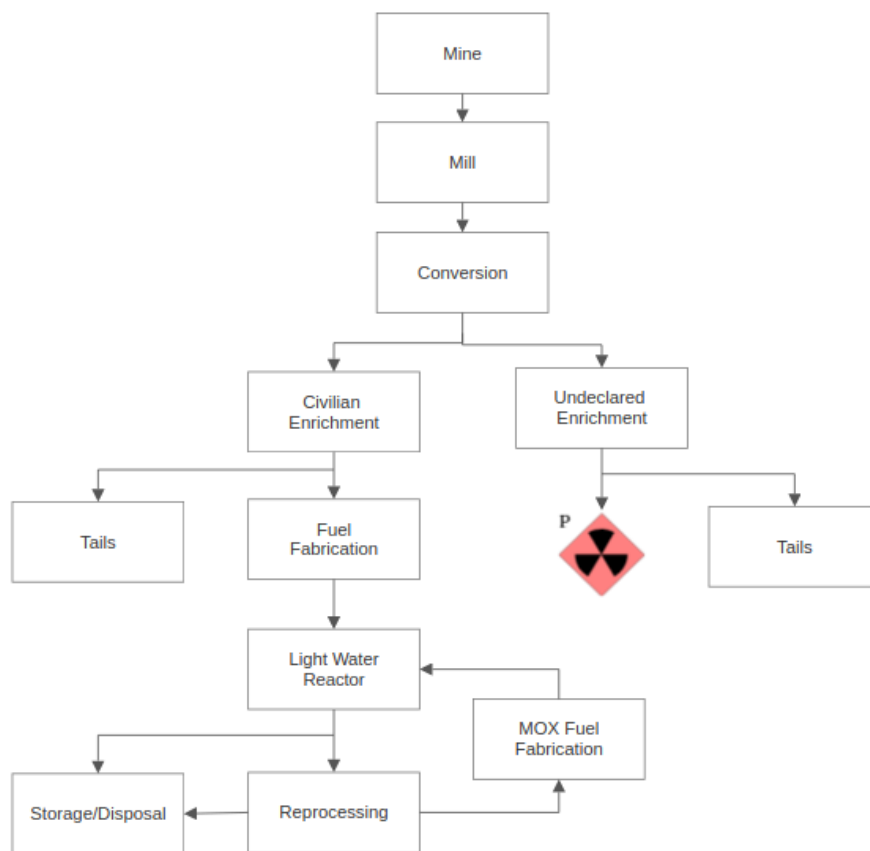 Mine
Mill
Conversion
Civilian
Enrichment
Undeclared
Enrichment
Tails
Fuel
Fabrication
P
Tails
Light Water
Reactor
MOX Fuel
Fabrication
Storage/Disposal
Reprocessing